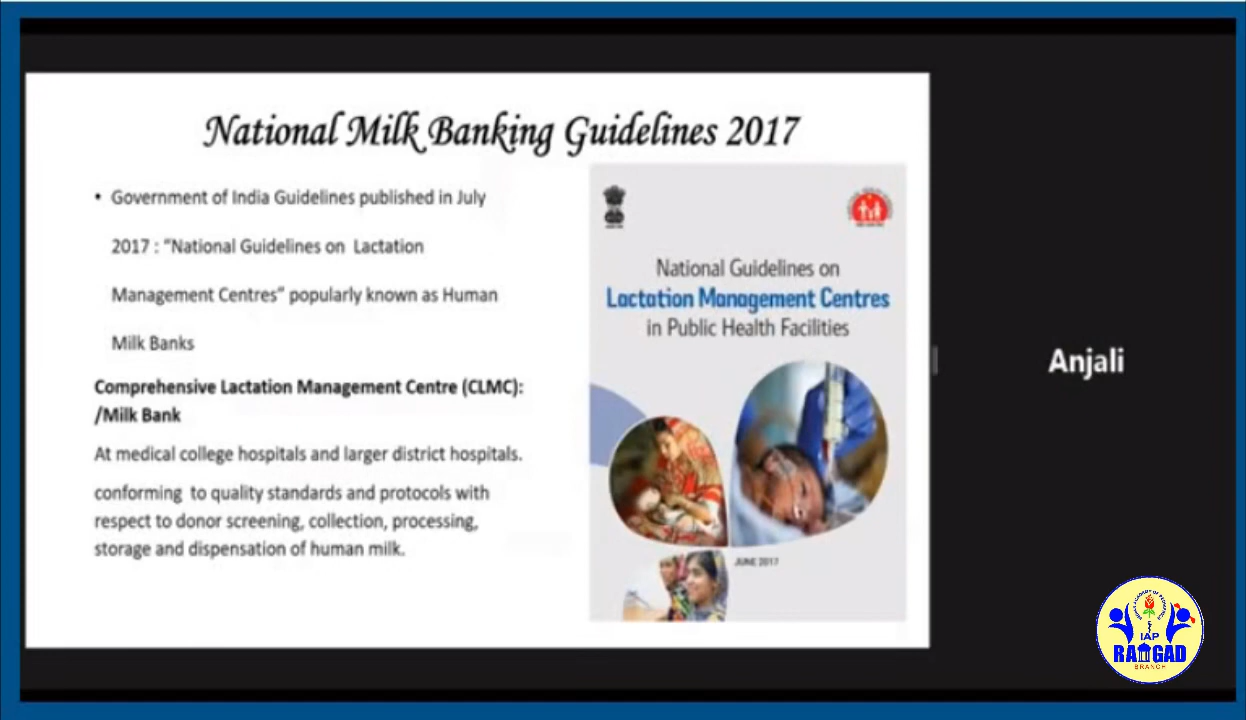 National Milk Banking Guidelines 2017
• Government of India Guidelines published in July
2017 : "National Guidelines on Lactation
Management Centres" popularly known as Human
Milk Banks
Comprehensive Lactation Management Centre (CLMC):
/Milk Bank
At medical college hospitals and larger district hospitals.
conforming to quality standards and protocols with
respect to donor screening, collection, processing,
storage and dispensation of human milk.
National Guidelines on
Lactation Management Centres
in Public Health Facilities
JUNE 2017
Anjali
IAP
RAIGAD
BRANCH